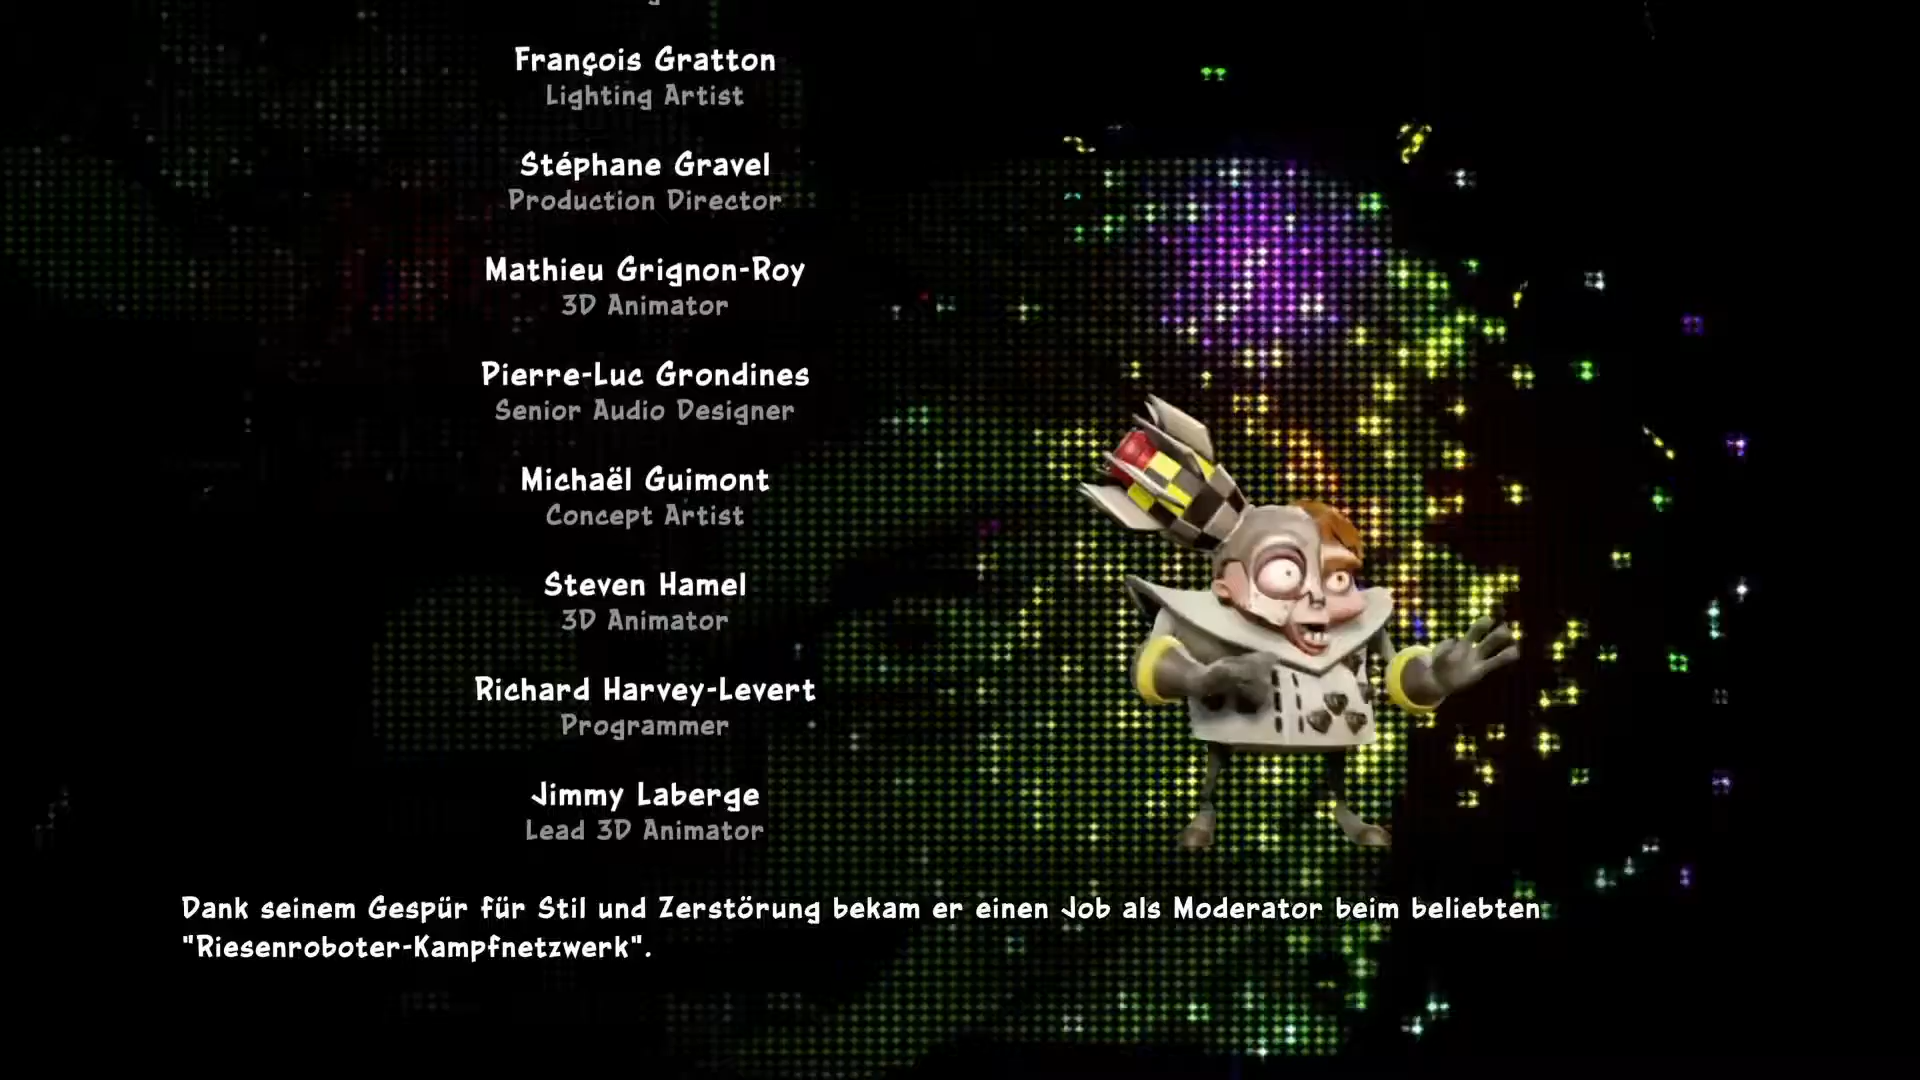 François Gratton
Lighting Artist
Stéphane Gravel
Production Director
Mathieu Grignon-Roy
3D Animator
Pierre-Luc Grondines
Senior Audio Designer
Michaël Guimont
Concept Artist
Steven Hamel
3D Animator
Richard Harvey-Levert
Programmer
Jimmy Laberge
Lead 3D Animator
Dank seinem Gespür für Stil und Zerstörung bekam er einen Job als Moderator beim beliebten
"Riesenroboter-Kampfnetzwerk".